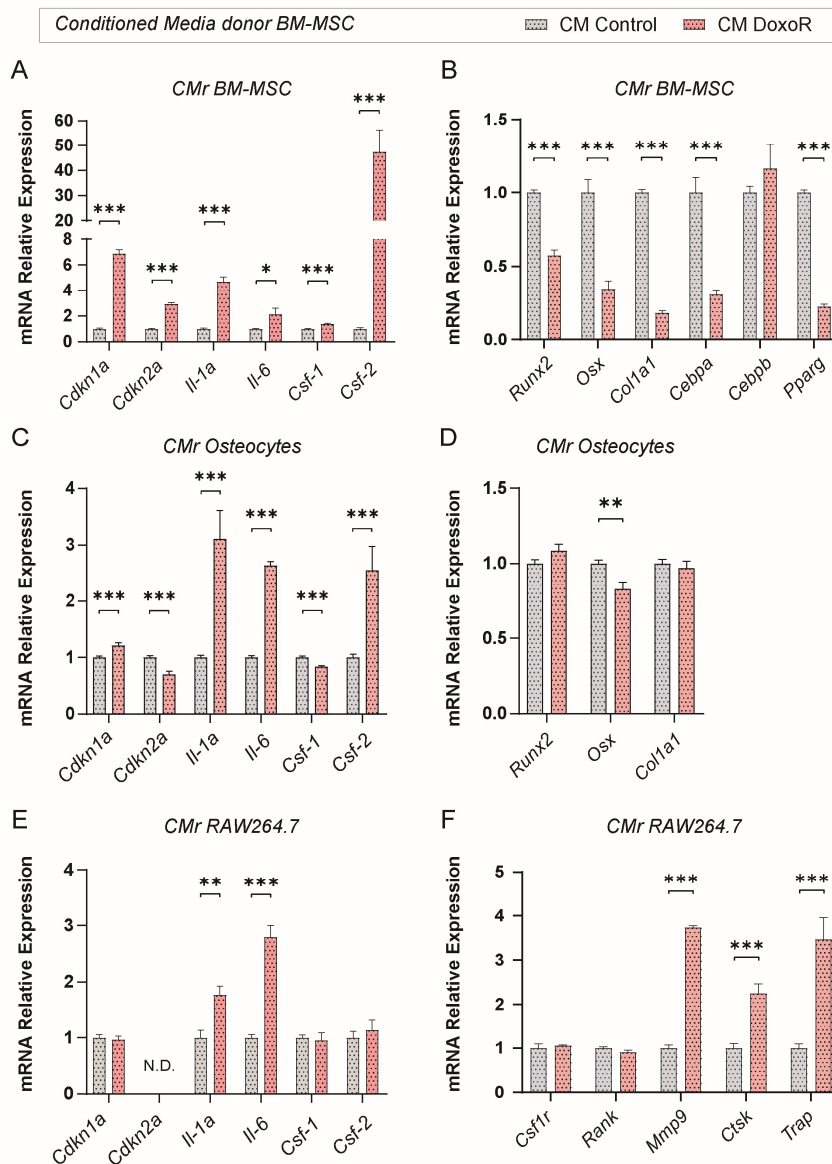 Conditioned Media donor BM-MSC CM Control CM DoxoR
A
CMr BM-MSC
mRNA Relative Expression
60
50
40
30
20
8
6
4
2
0
*** *** *** * *** ***
Cdkn1a Cdkn2a Il-1a Il-6 Csf-1 Csf-2
B
CMr BM-MSC
mRNA Relative Expression
1.5
1.0
0.5
0.0
*** *** *** *** ***
Runx2 Osx Col1a1 Cebpa Cebpb Pparg
C
CMr Osteocytes
mRNA Relative Expression
4
3
2
1
0
*** *** *** *** *** ***
Cdkn1a Cdkn2a Il-1a Il-6 Csf-1 Csf-2
D
CMr Osteocytes
mRNA Relative Expression
1.5
1.0
0.5
0.0
**
Runx2 Osx Col1a1
E
CMr RAW264.7
mRNA Relative Expression
4
3
2
1
0
** ***
N.D.
Cdkn1a Cdkn2a Il-1a Il-6 Csf-1 Csf-2
F
CMr RAW264.7
mRNA Relative Expression
5
4
3
2
1
0
*** *** ***
Csf1r Rank Mmp9 Ctsk Trap